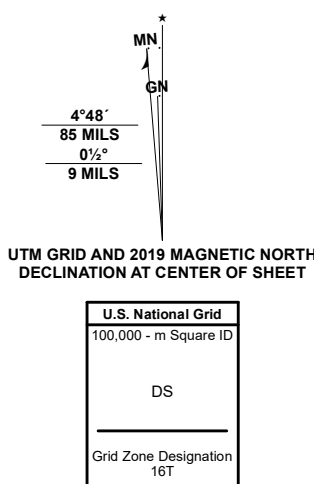 ★
MN
GN
4°48´
85 MILS
0½°
9 MILS
UTM GRID AND 2019 MAGNETIC NORTH
DECLINATION AT CENTER OF SHEET
U.S. National Grid
100,000 - m Square ID
DS
Grid Zone Designation
16T